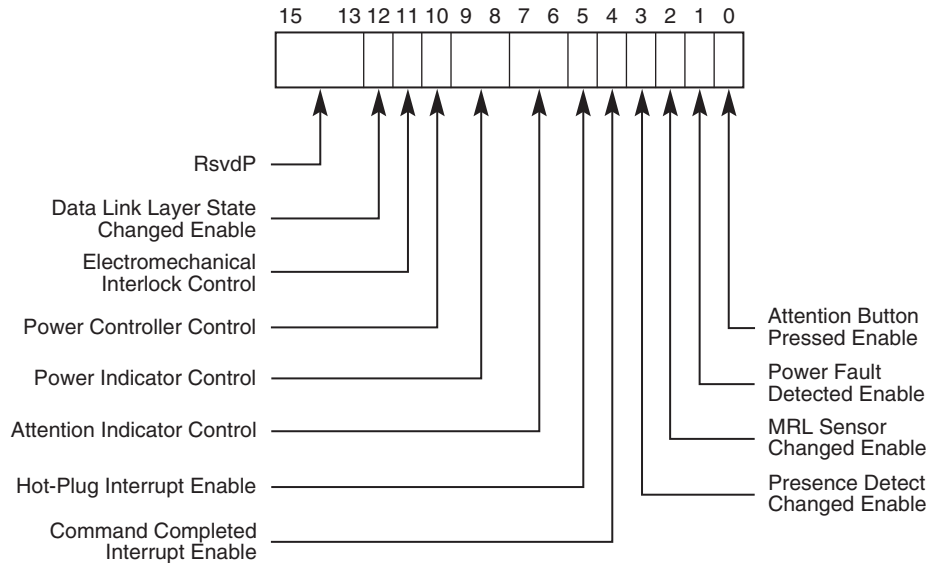 15 13 12 11 10 9 8 7 6 5 4 3 2 1 0
RsvdP
Data Link Layer State
Changed Enable
Electromechanical
Interlock Control
Power Controller Control
Power Indicator Control
Attention Indicator Control
Hot-Plug Interrupt Enable
Command Completed
Interrupt Enable
Attention Button
Pressed Enable
Power Fault
Detected Enable
MRL Sensor
Changed Enable
Presence Detect
Changed Enable